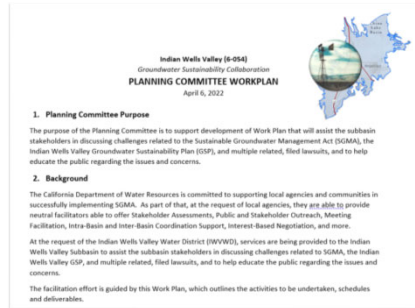 Indian Wells Valley (6-054)
Groundwater Sustainability Collaboration
PLANNING COMMITTEE WORKPLAN
April 6, 2022
1. Planning Committee Purpose
The purpose of the Planning Committee is to support development of Work Plan that will assist the subbasin
stakeholders in discussing challenges related to the Sustainable Groundwater Management Act (SGMA), the
Indian Wells Valley Groundwater Sustainability Plan (GSP), and multiple related, filed lawsuits, and to help
educate the public regarding the issues and concerns.
2. Background
The California Department of Water Resources is committed to supporting local agencies and communities in
successfully implementing SGMA. As part of that, at the request of local agencies, they are able to provide
neutral facilitators able to offer Stakeholder Assessments, Public and Stakeholder Outreach, Meeting
Facilitation, Intra-Basin and Inter-Basin Coordination Support, Interest-Based Negotiation, and more.
At the request of the Indian Wells Valley Water District (IWVWD), services are being provided to the Indian
Wells Valley Subbasin to assist the subbasin stakeholders in discussing challenges related to SGMA, the Indian
Wells Valley GSP, and multiple related, filed lawsuits, and to help educate the public regarding the issues and
concerns.
The facilitation effort is guided by this Work Plan, which outlines the activities to be undertaken, schedules
and deliverables.